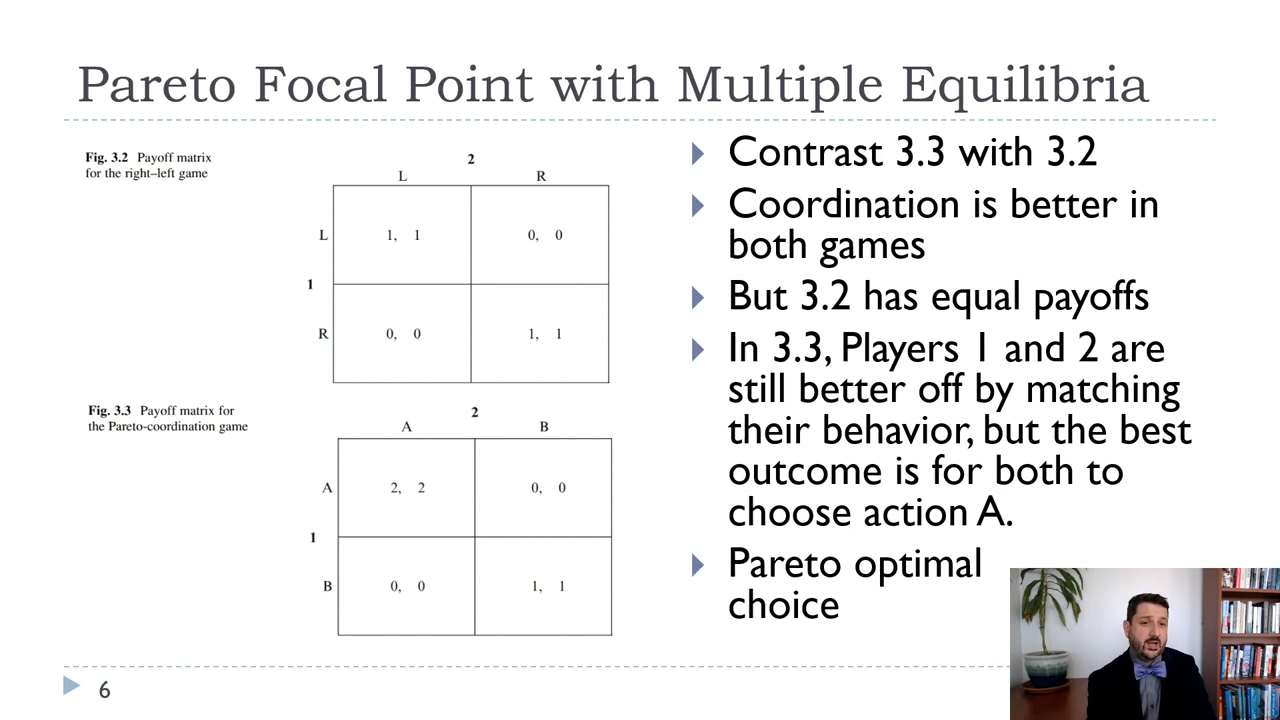 Pareto Focal Point with Multiple Equilibria
Fig. 3.2 Payoff matrix
for the right–left game
2
L R
L 1, 1 0, 0
1
R 0, 0 1, 1
Fig. 3.3 Payoff matrix for
the Pareto-coordination game
2
A B
A 2, 2 0, 0
1
B 0, 0 1, 1
Contrast 3.3 with 3.2
Coordination is better in
both games
But 3.2 has equal payoffs
In 3.3, Players 1 and 2 are
still better off by matching
their behavior, but the best
outcome is for both to
choose action A.
Pareto optimal
choice
6